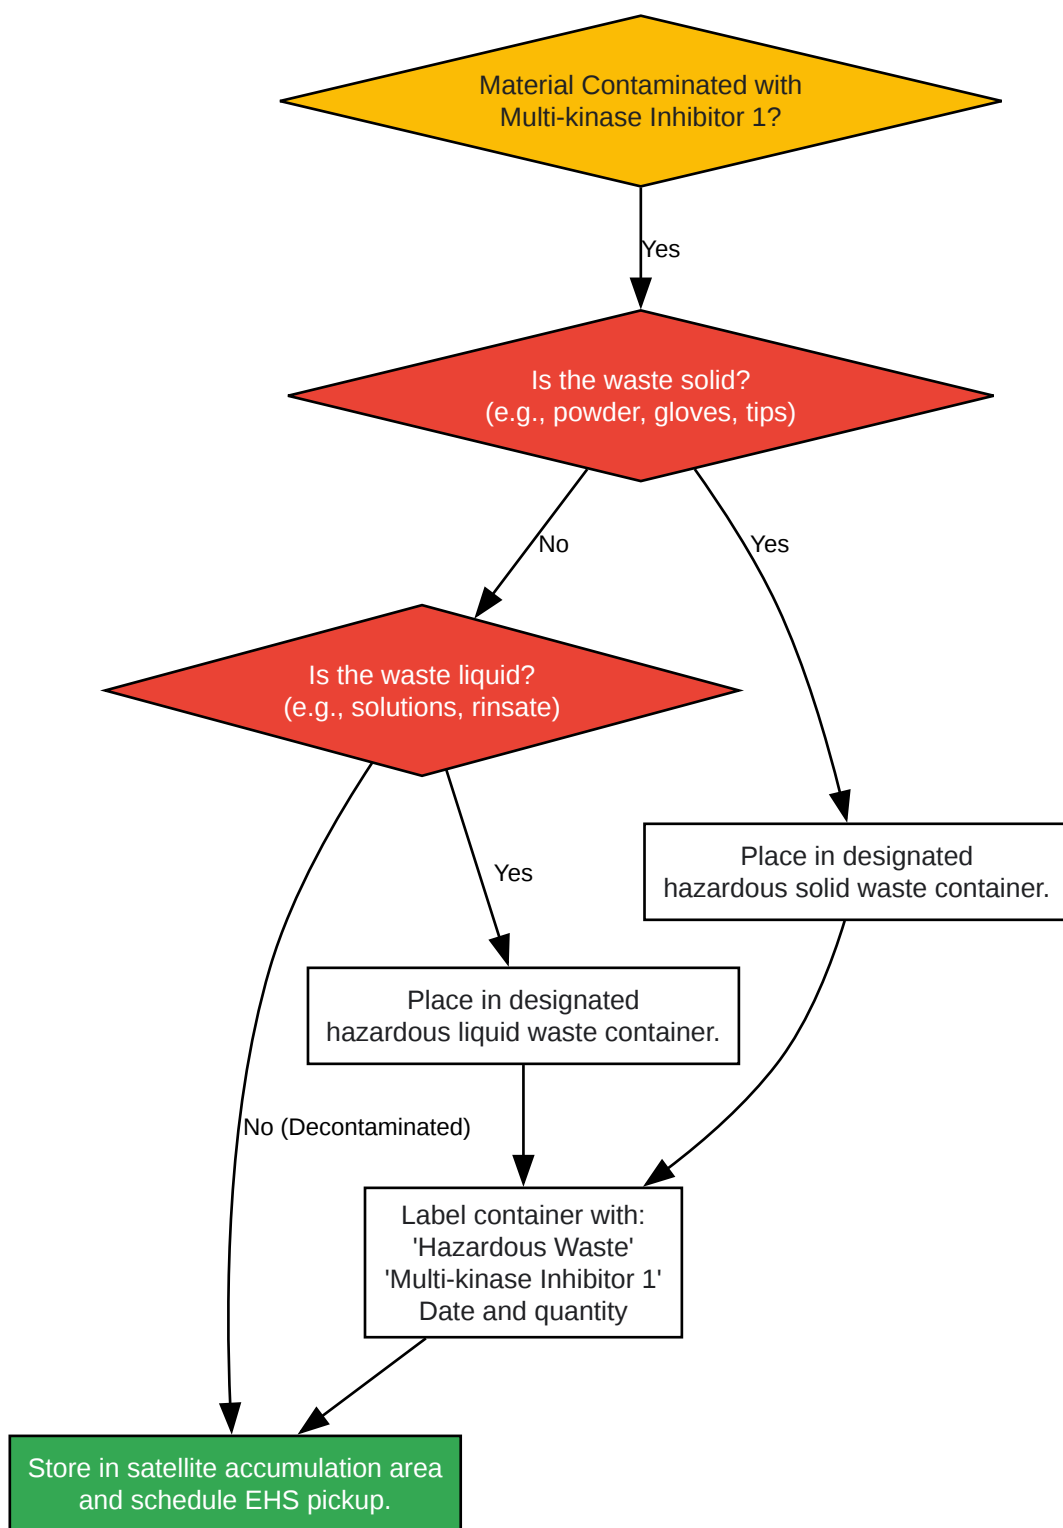 Material Contaminated with
Multi-kinase Inhibitor 1?
Yes
Is the waste solid?
(e.g., powder, gloves, tips)
No
Yes
Is the waste liquid?
(e.g., solutions, rinsate)
Yes
Place in designated
hazardous solid waste container.
Place in designated
hazardous liquid waste container.
No (Decontaminated)
Label container with:
'Hazardous Waste'
'Multi-kinase Inhibitor 1'
Date and quantity
Store in satellite accumulation area
and schedule EHS pickup.